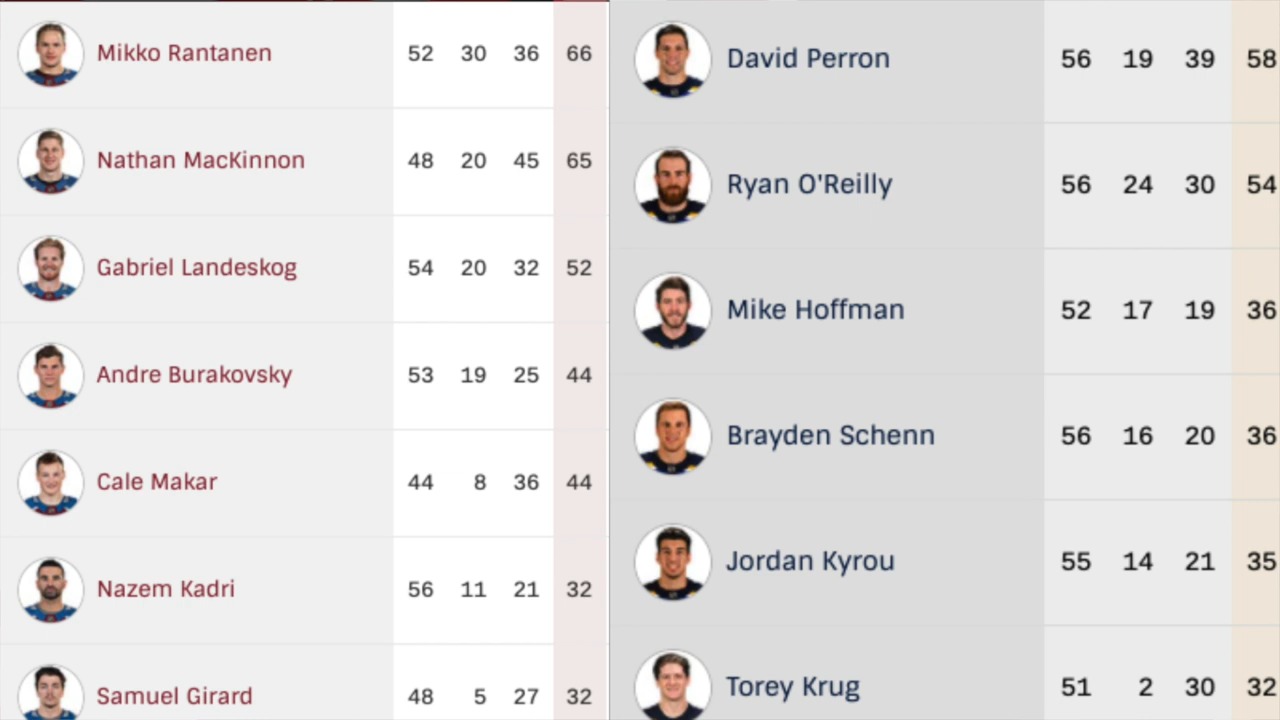 Mikko Rantanen 52 30 36 66
Nathan MacKinnon 48 20 45 65
Gabriel Landeskog 54 20 32 52
Andre Burakovsky 53 19 25 44
Cale Makar 44 8 36 44
Nazem Kadri 56 11 21 32
Samuel Girard 48 5 27 32
David Perron 56 19 39 58
Ryan O'Reilly 56 24 30 54
Mike Hoffman 52 17 19 36
Brayden Schenn 56 16 20 36
Jordan Kyrou 55 14 21 35
Torey Krug 51 2 30 32